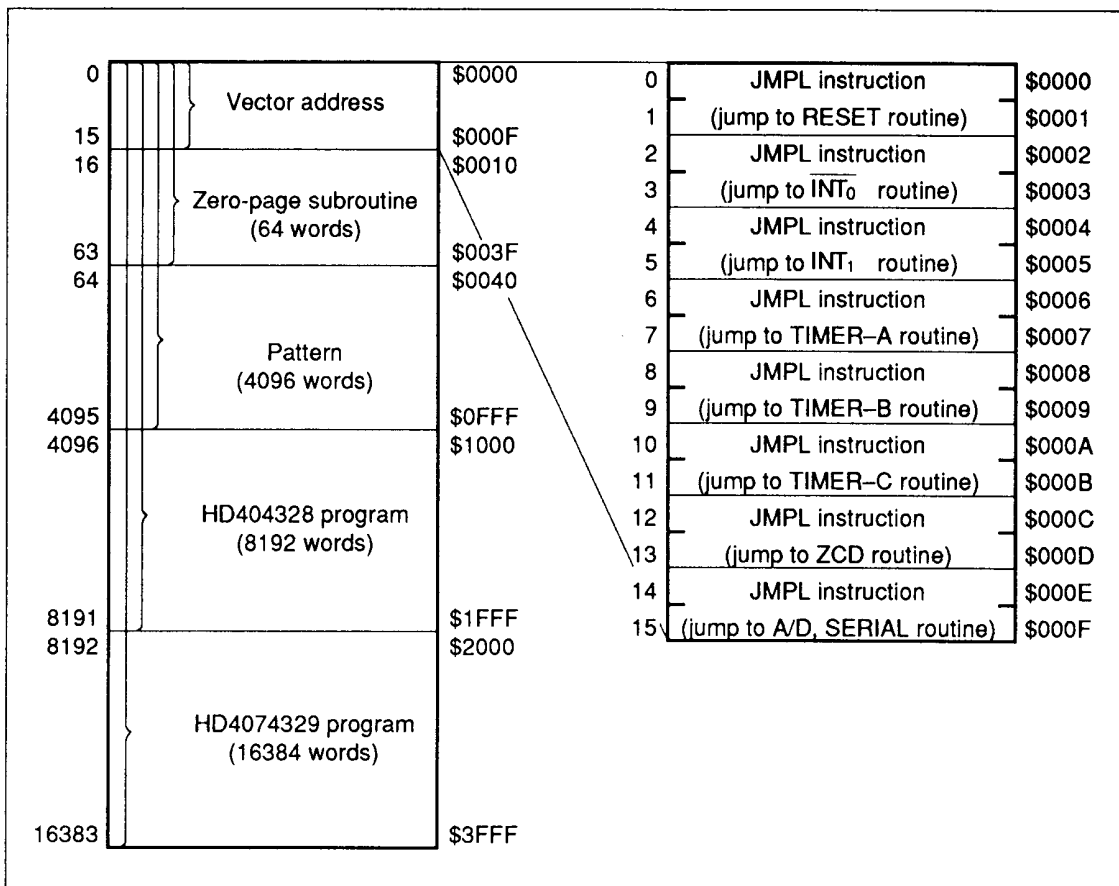 0 $0000
Vector address
15 $000F
16 $0010
Zero-page subroutine
(64 words)
63 $003F
64 $0040
Pattern
(4096 words)
4095 $0FFF
4096 $1000
HD404328 program
(8192 words)
8191 $1FFF
8192 $2000
HD4074329 program
(16384 words)
16383 $3FFF
0 JMPL instruction $0000
1 (jump to RESET routine) $0001
2 JMPL instruction $0002
3 (jump to INT₀ routine) $0003
4 JMPL instruction $0004
5 (jump to INT₁ routine) $0005
6 JMPL instruction $0006
7 (jump to TIMER–A routine) $0007
8 JMPL instruction $0008
9 (jump to TIMER–B routine) $0009
10 JMPL instruction $000A
11 (jump to TIMER–C routine) $000B
12 JMPL instruction $000C
13 (jump to ZCD routine) $000D
14 JMPL instruction $000E
15 (jump to A/D, SERIAL routine) $000F